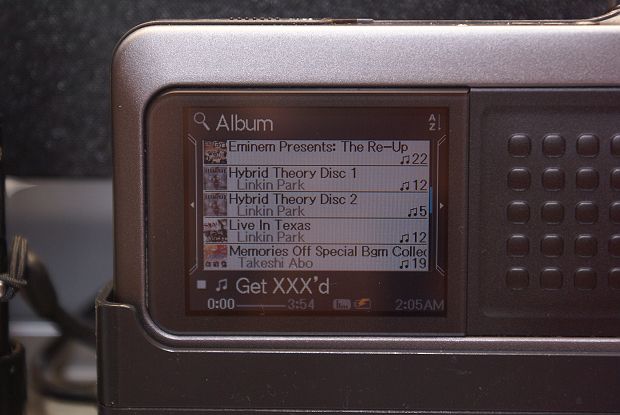 Album
A
Z
Eminem Presents: The Re-Up
22
Hybrid Theory Disc 1
Linkin Park
12
Hybrid Theory Disc 2
Linkin Park
5
Live In Texas
Linkin Park
12
Memories Off Special Bgm Collec
Takeshi Abo
19
Get XXX'd
0:00 3:54 2:05AM